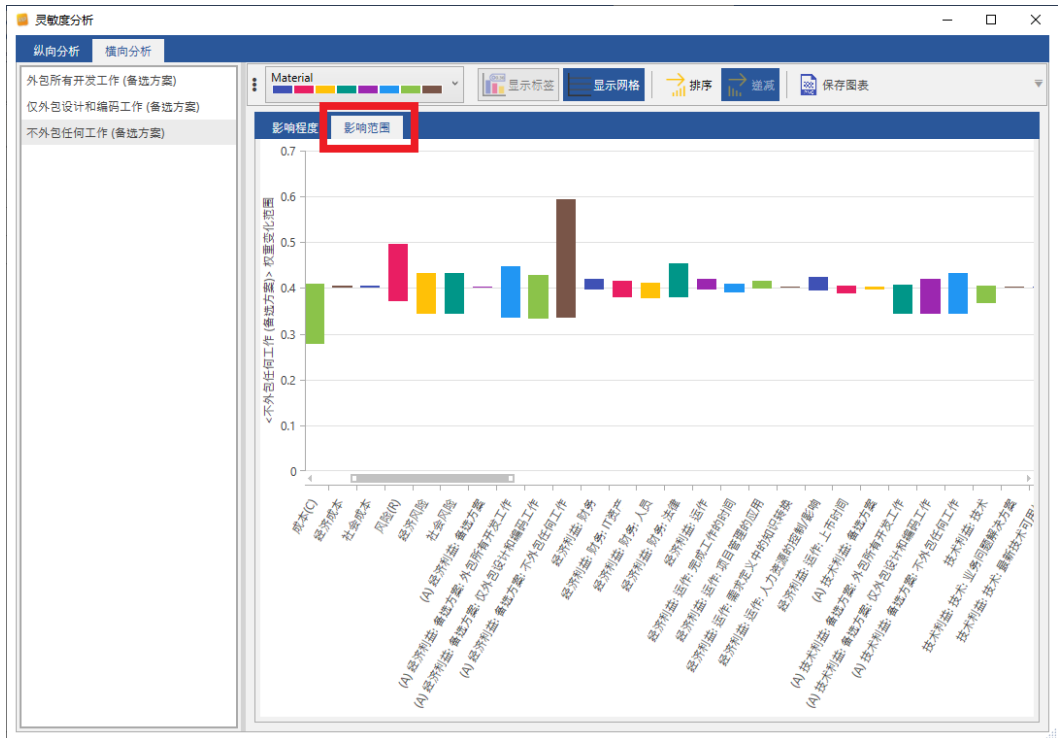 灵敏度分析
纵向分析 横向分析
外包所有开发工作 (备选方案)
仅外包设计和编码工作 (备选方案)
不外包任何工作 (备选方案)
Material
显示标签 显示网格 排序 递减 保存图表
影响程度 影响范围
<不外包任何工作 (备选方案)> 权重变化范围
0.7
0.6
0.5
0.4
0.3
0.2
0.1
0
成本(C)
经济成本
社会成本
风险(R)
经济风险
社会风险
(A) 经济利益: 备选方案
(A) 经济利益: 备选方案: 外包所有开发工作
(A) 经济利益: 备选方案: 仅外包设计和编码工作
(A) 经济利益: 备选方案: 不外包任何工作
经济利益: 财务
经济利益: 财务: IT资产
经济利益: 财务: 人员
经济利益: 财务: 法律
经济利益: 运作
经济利益: 运作: 完成工作的时间
经济利益: 运作: 项目管理的应用
经济利益: 运作: 需求定义中的知识转换
经济利益: 运作: 人力资源的控制/影响
经济利益: 运作: 上市时间
(A) 技术利益: 备选方案
(A) 技术利益: 备选方案: 外包所有开发工作
(A) 技术利益: 备选方案: 仅外包设计和编码工作
(A) 技术利益: 备选方案: 不外包任何工作
技术利益: 技术
技术利益: 技术: 业务问题解决方案
技术利益: 技术: 最新技术可用